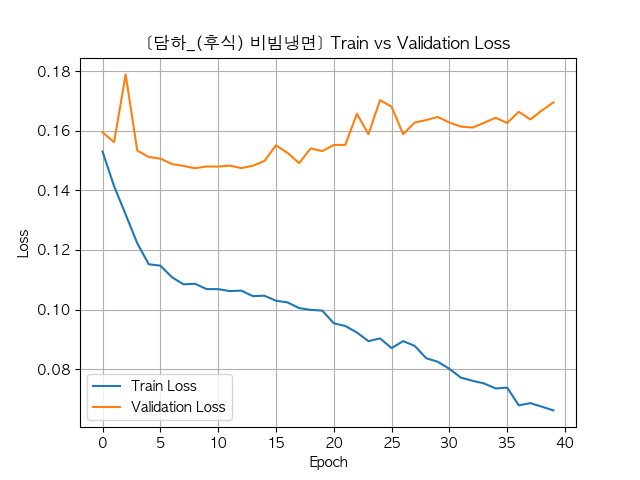 [담하_(후식) 비빔냉면] Train vs Validation Loss
0.18
0.16
0.14
0.12
0.10
0.08
Loss
Train Loss
Validation Loss
0 5 10 15 20 25 30 35 40
Epoch